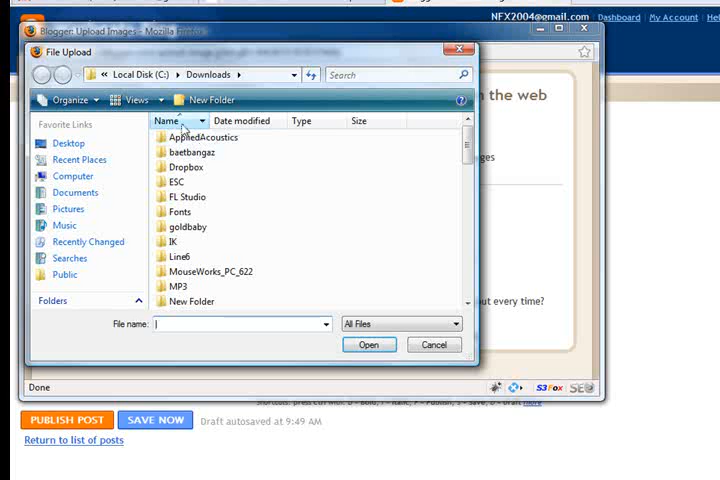 NFX2004@gmail.com Dashboard My Account Help
Blogger: Upload Images - Mozilla Firefox
File Upload
« Local Disk (C:) Downloads Search
Organize Views New Folder ?
Favorite Links Name Date modified Type Size
Desktop
Recent Places
Computer
Documents
Pictures
Music
Recently Changed
Searches
Public
Folders
AppliedAcoustics
baetbangaz
Dropbox
ESC
FL Studio
Fonts
goldbaby
IK
Line6
MouseWorks_PC_622
MP3
New Folder
n the web
ges
out every time?
File name: All Files
Open Cancel
Done S3Fox SEO
more
PUBLISH POST SAVE NOW Draft autosaved at 9:49 AM
Return to list of posts